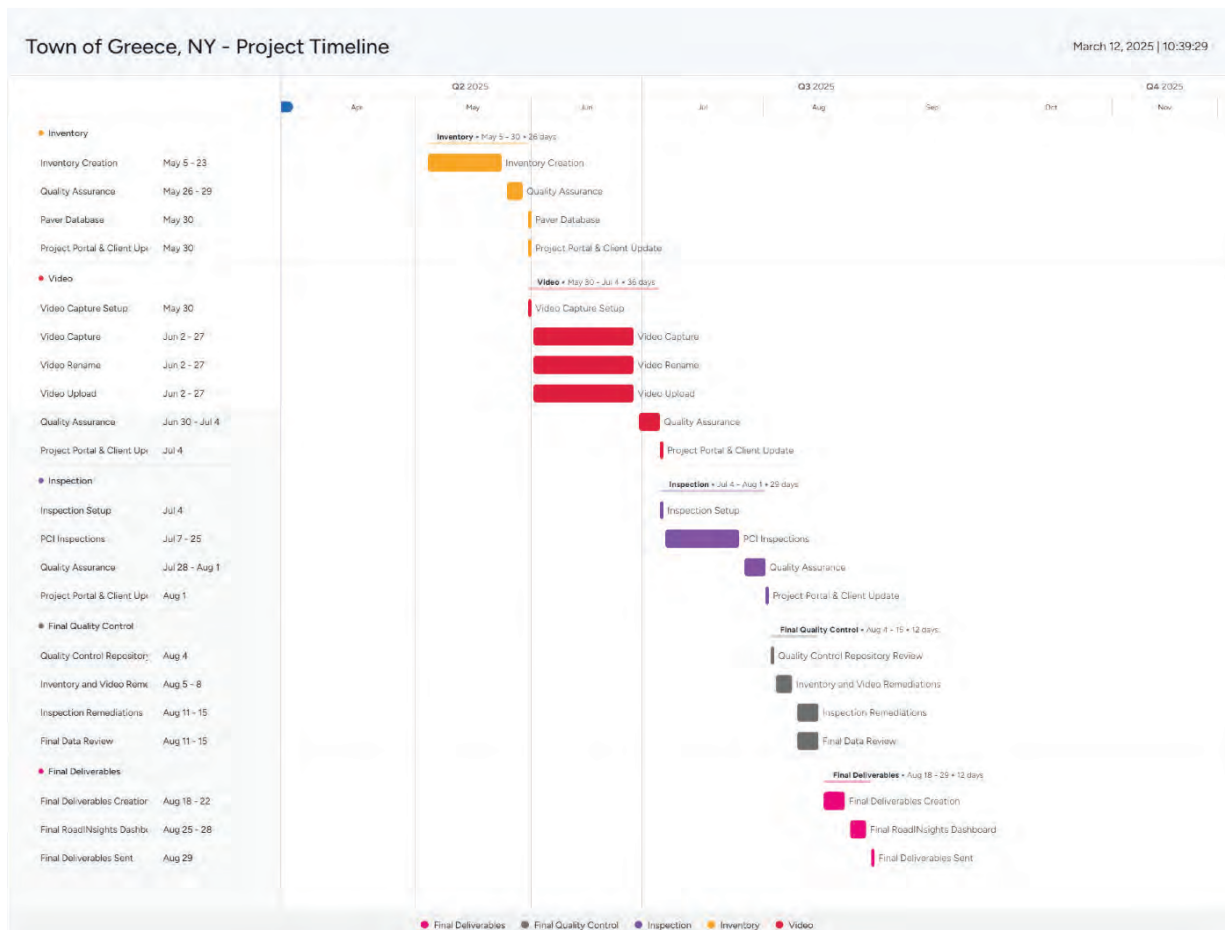 Town of Greece, NY - Project Timeline March 12, 2025 | 10:39:29
Q2 2025 Q3 2025 Q4 2025
Apr May Jun Jul Aug Sep Oct Nov
Inventory Inventory • May 5 - 30 • 26 days
Inventory Creation May 5 - 23 Inventory Creation
Quality Assurance May 26 - 29 Quality Assurance
Paver Database May 30 Paver Database
Project Portal & Client Up May 30 Project Portal & Client Update
Video Video • May 30 - Jul 4 • 36 days
Video Capture Setup May 30 Video Capture Setup
Video Capture Jun 2 - 27 Video Capture
Video Rename Jun 2 - 27 Video Rename
Video Upload Jun 2 - 27 Video Upload
Quality Assurance Jun 30 - Jul 4 Quality Assurance
Project Portal & Client Up Jul 4 Project Portal & Client Update
Inspection Inspection • Jul 4 - Aug 1 • 29 days
Inspection Setup Jul 4 Inspection Setup
PCI Inspections Jul 7 - 25 PCI Inspections
Quality Assurance Jul 28 - Aug 1 Quality Assurance
Project Portal & Client Up Aug 1 Project Portal & Client Update
Final Quality Control Final Quality Control • Aug 4 - 15 • 12 days
Quality Control Repository Aug 4 Quality Control Repository Review
Inventory and Video Reme Aug 5 - 8 Inventory and Video Remediations
Inspection Remediations Aug 11 - 15 Inspection Remediations
Final Data Review Aug 11 - 15 Final Data Review
Final Deliverables Final Deliverables • Aug 18 - 29 • 12 days
Final Deliverables Creation Aug 18 - 22 Final Deliverables Creation
Final RoadINsights Dashb Aug 25 - 28 Final RoadINsights Dashboard
Final Deliverables Sent Aug 29 Final Deliverables Sent
Final Deliverables Final Quality Control Inspection Inventory Video